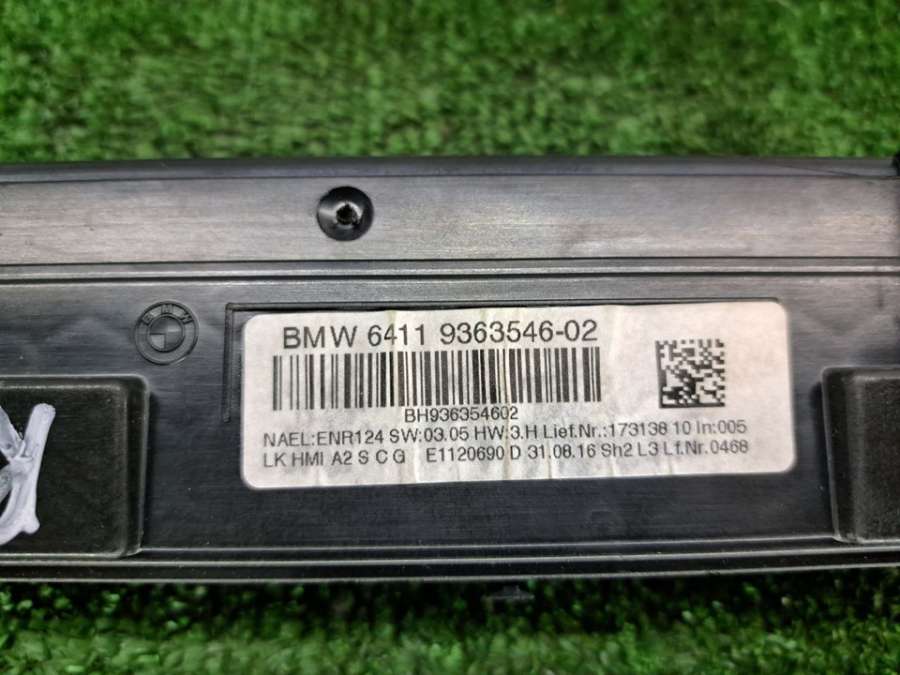 BMW
BMW 6411 9363546-02
BH936354602
NAEL:ENR124 SW:03.05 HW:3.H Lief.Nr.:173138 10 In:005
LK HMI A2 S C G E1120690 D 31.08.16 Sh2 L3 Lf.Nr.0468